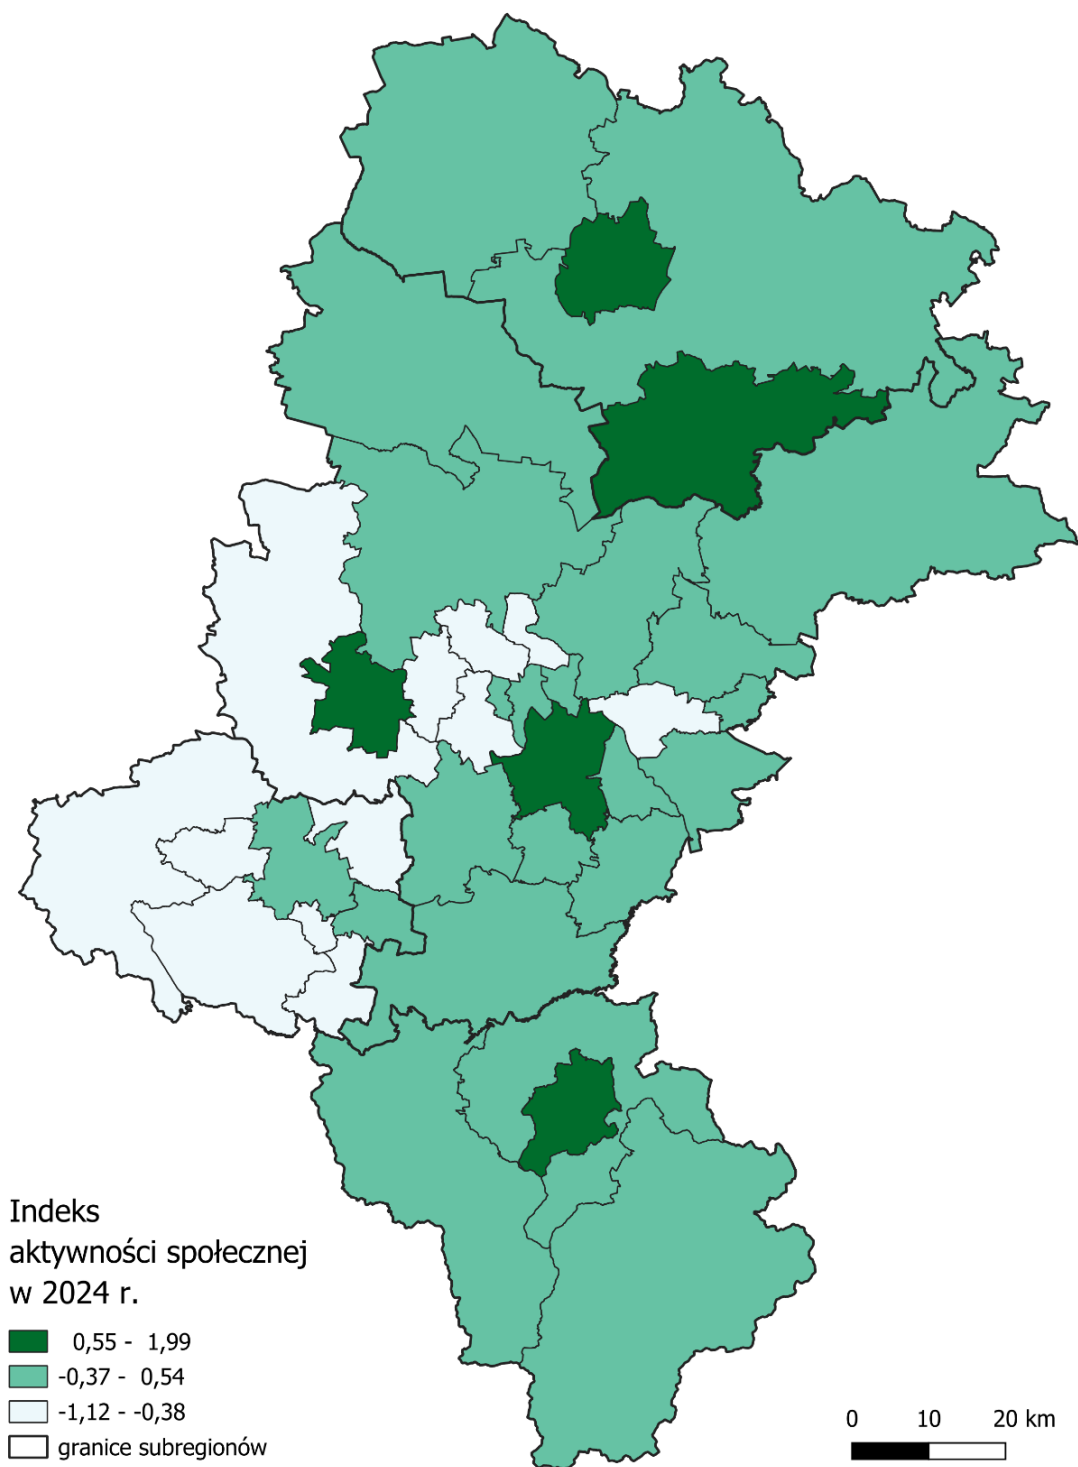 Indeks
aktywności społecznej
w 2024 r.
0,55 - 1,99
-0,37 - 0,54
-1,12 - -0,38
granice subregionów
0 10 20 km